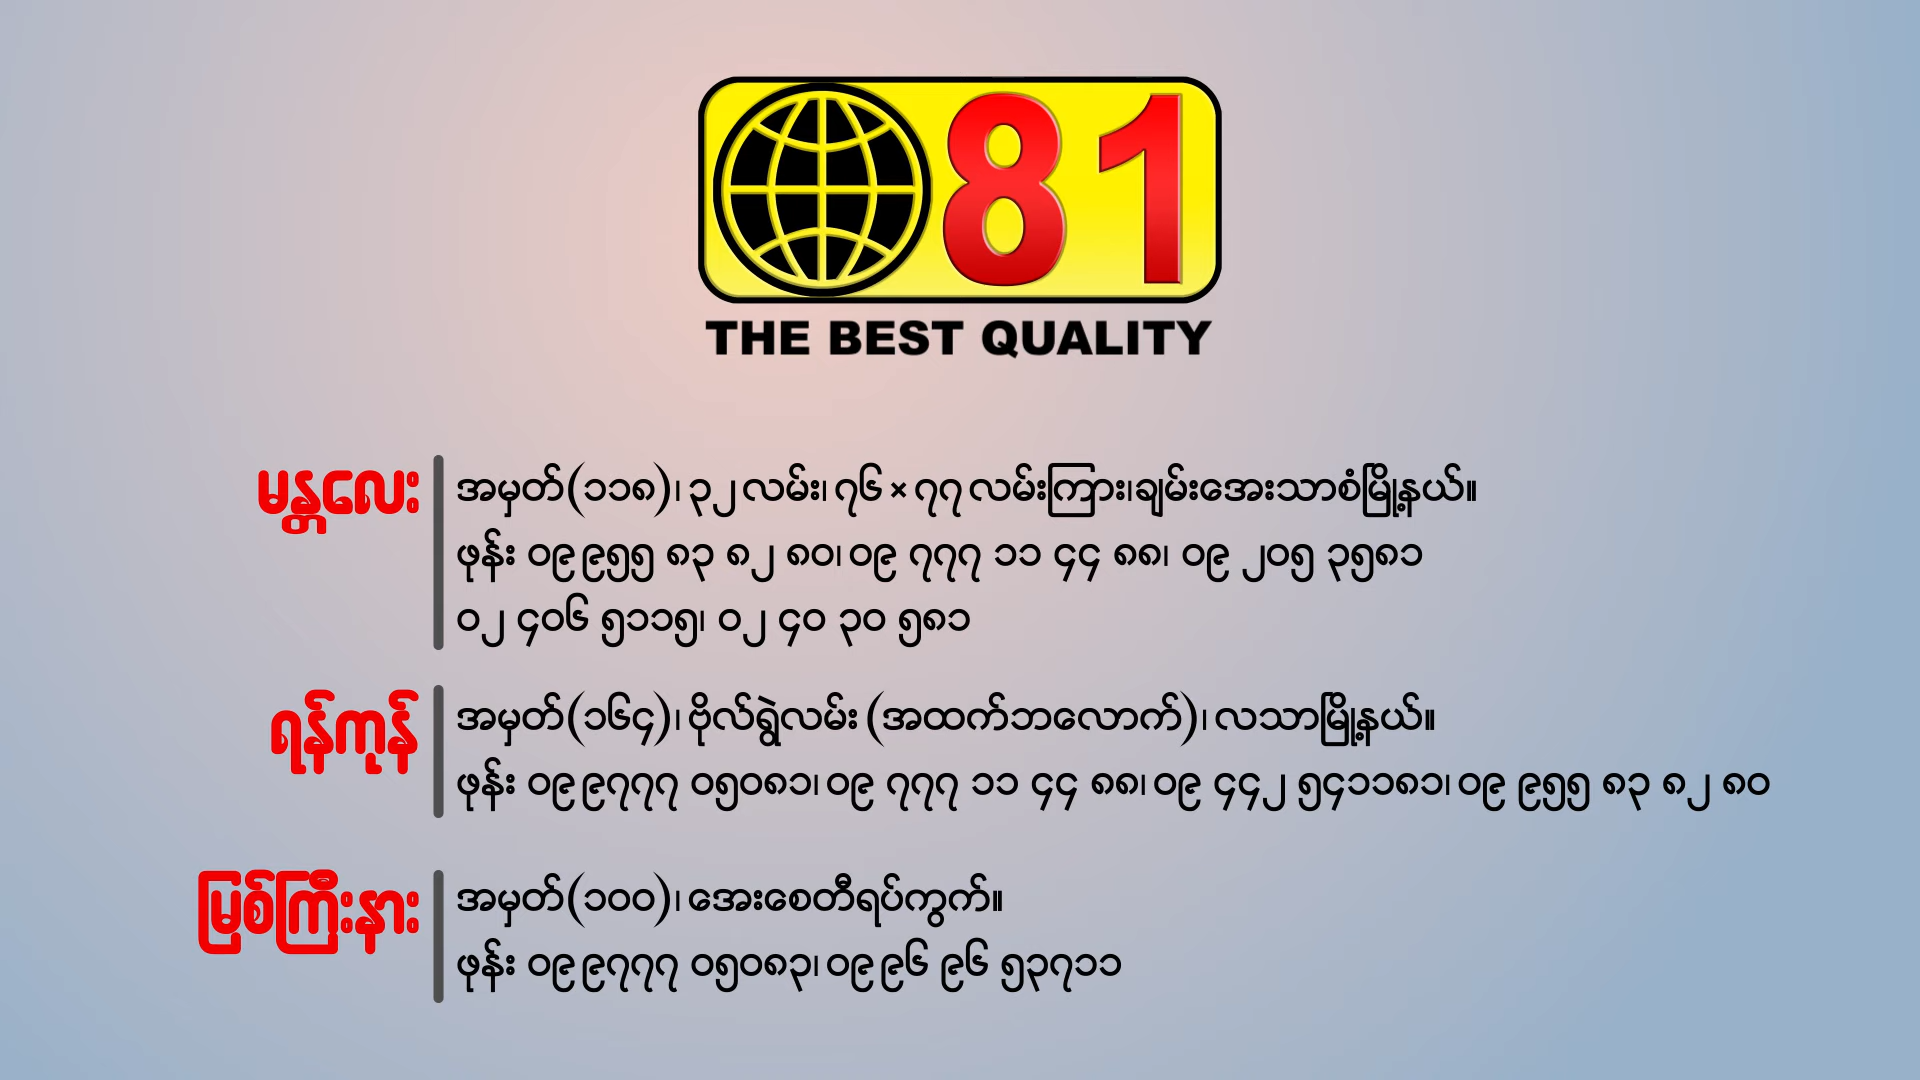 81
THE BEST QUALITY
မန္တလေး
အမှတ်(၁၁၈)၊ ၃၂ လမ်း၊ ၇၆ × ၇၇ လမ်းကြား၊ချမ်းအေးသာစံမြို့နယ်။
ဖုန်း ၀၉ ၉၅၅ ၈၃ ၈၂ ၈၀၊ ၀၉ ၇၇၇ ၁၁ ၄၄ ၈၈၊ ၀၉ ၂၀၅ ၃၅၈၁
၀၂ ၄၀၆ ၅၁၁၅၊ ၀၂ ၄၀ ၃၀ ၅၈၁
ရန်ကုန်
အမှတ်(၁၆၄)၊ ဗိုလ်ရွဲလမ်း (အထက်ဘလောက်)၊ လသာမြို့နယ်။
ဖုန်း ၀၉ ၉၇၇၇ ၀၅၀၈၁၊ ၀၉ ၇၇၇ ၁၁ ၄၄ ၈၈၊ ၀၉ ၄၄၂ ၅၄၁၁၈၁၊ ၀၉ ၉၅၅ ၈၃ ၈၂ ၈၀
မြစ်ကြီးနား
အမှတ်(၁၀၀)၊ အေးစေတီရပ်ကွက်။
ဖုန်း ၀၉ ၉၇၇၇ ၀၅၀၈၃၊ ၀၉ ၉၆ ၉၆ ၅၃၇၁၁